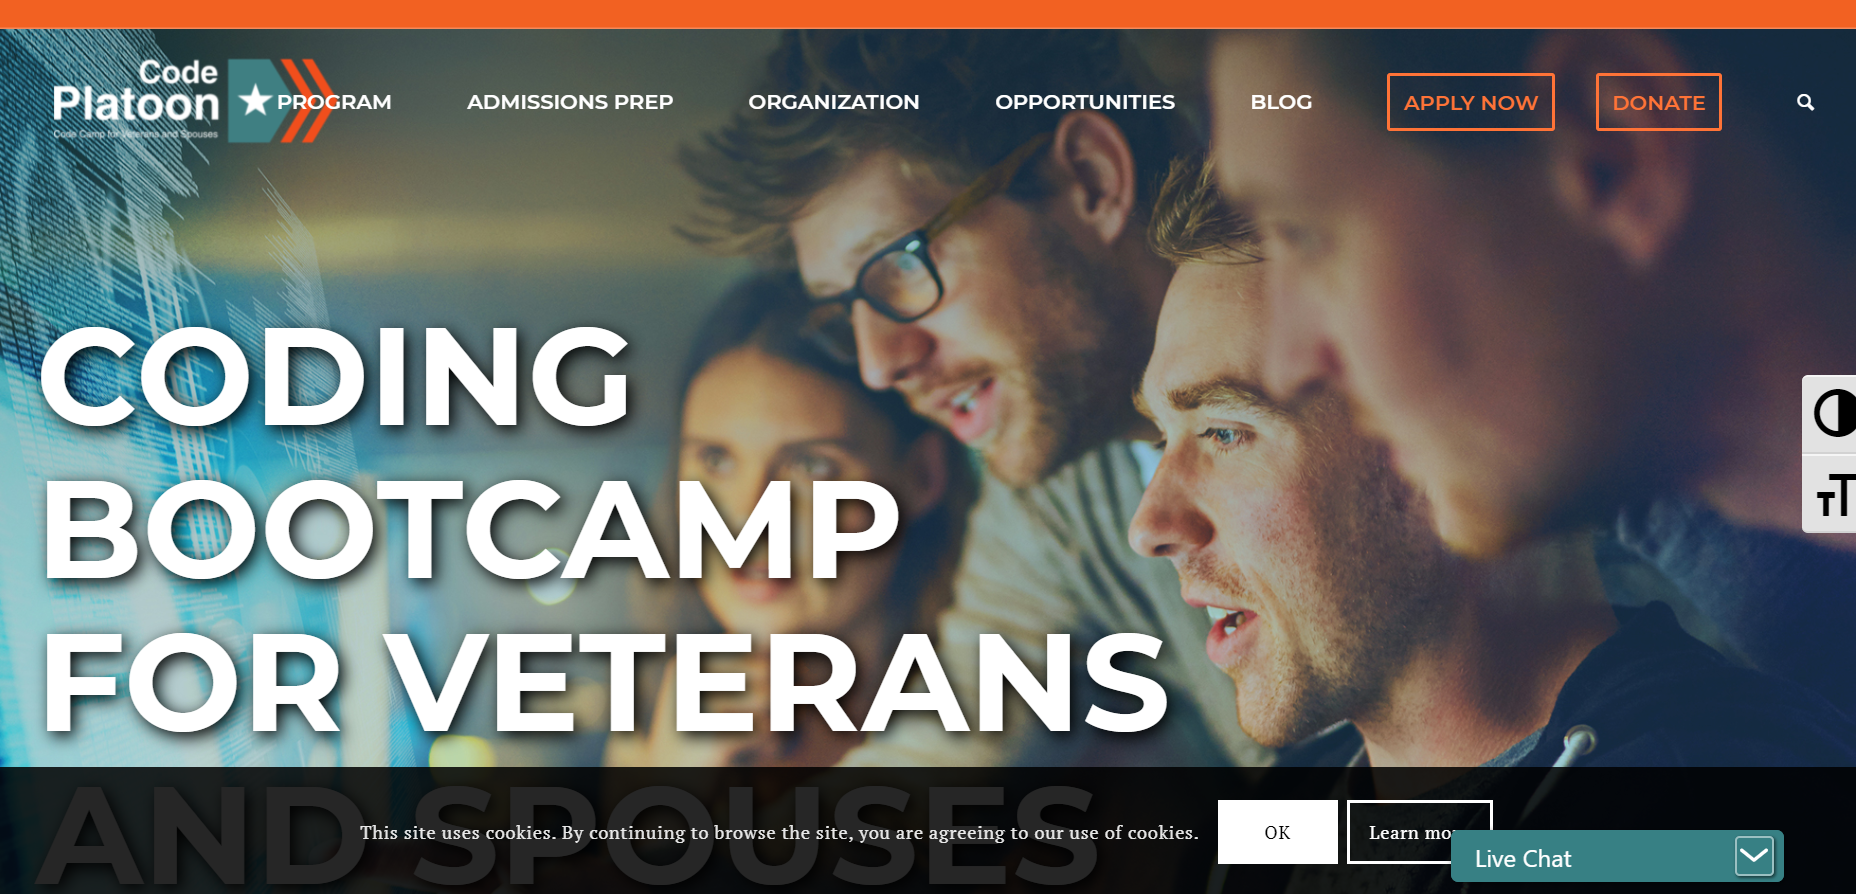 Code
Platoon
Code Camp for Veterans and Spouses
PROGRAM
ADMISSIONS PREP
ORGANIZATION
OPPORTUNITIES
BLOG
APPLY NOW
DONATE
CODING
BOOTCAMP
FOR VETERANS
AND SPOUSES
This site uses cookies. By continuing to browse the site, you are agreeing to our use of cookies.
OK
Learn mo
Live Chat